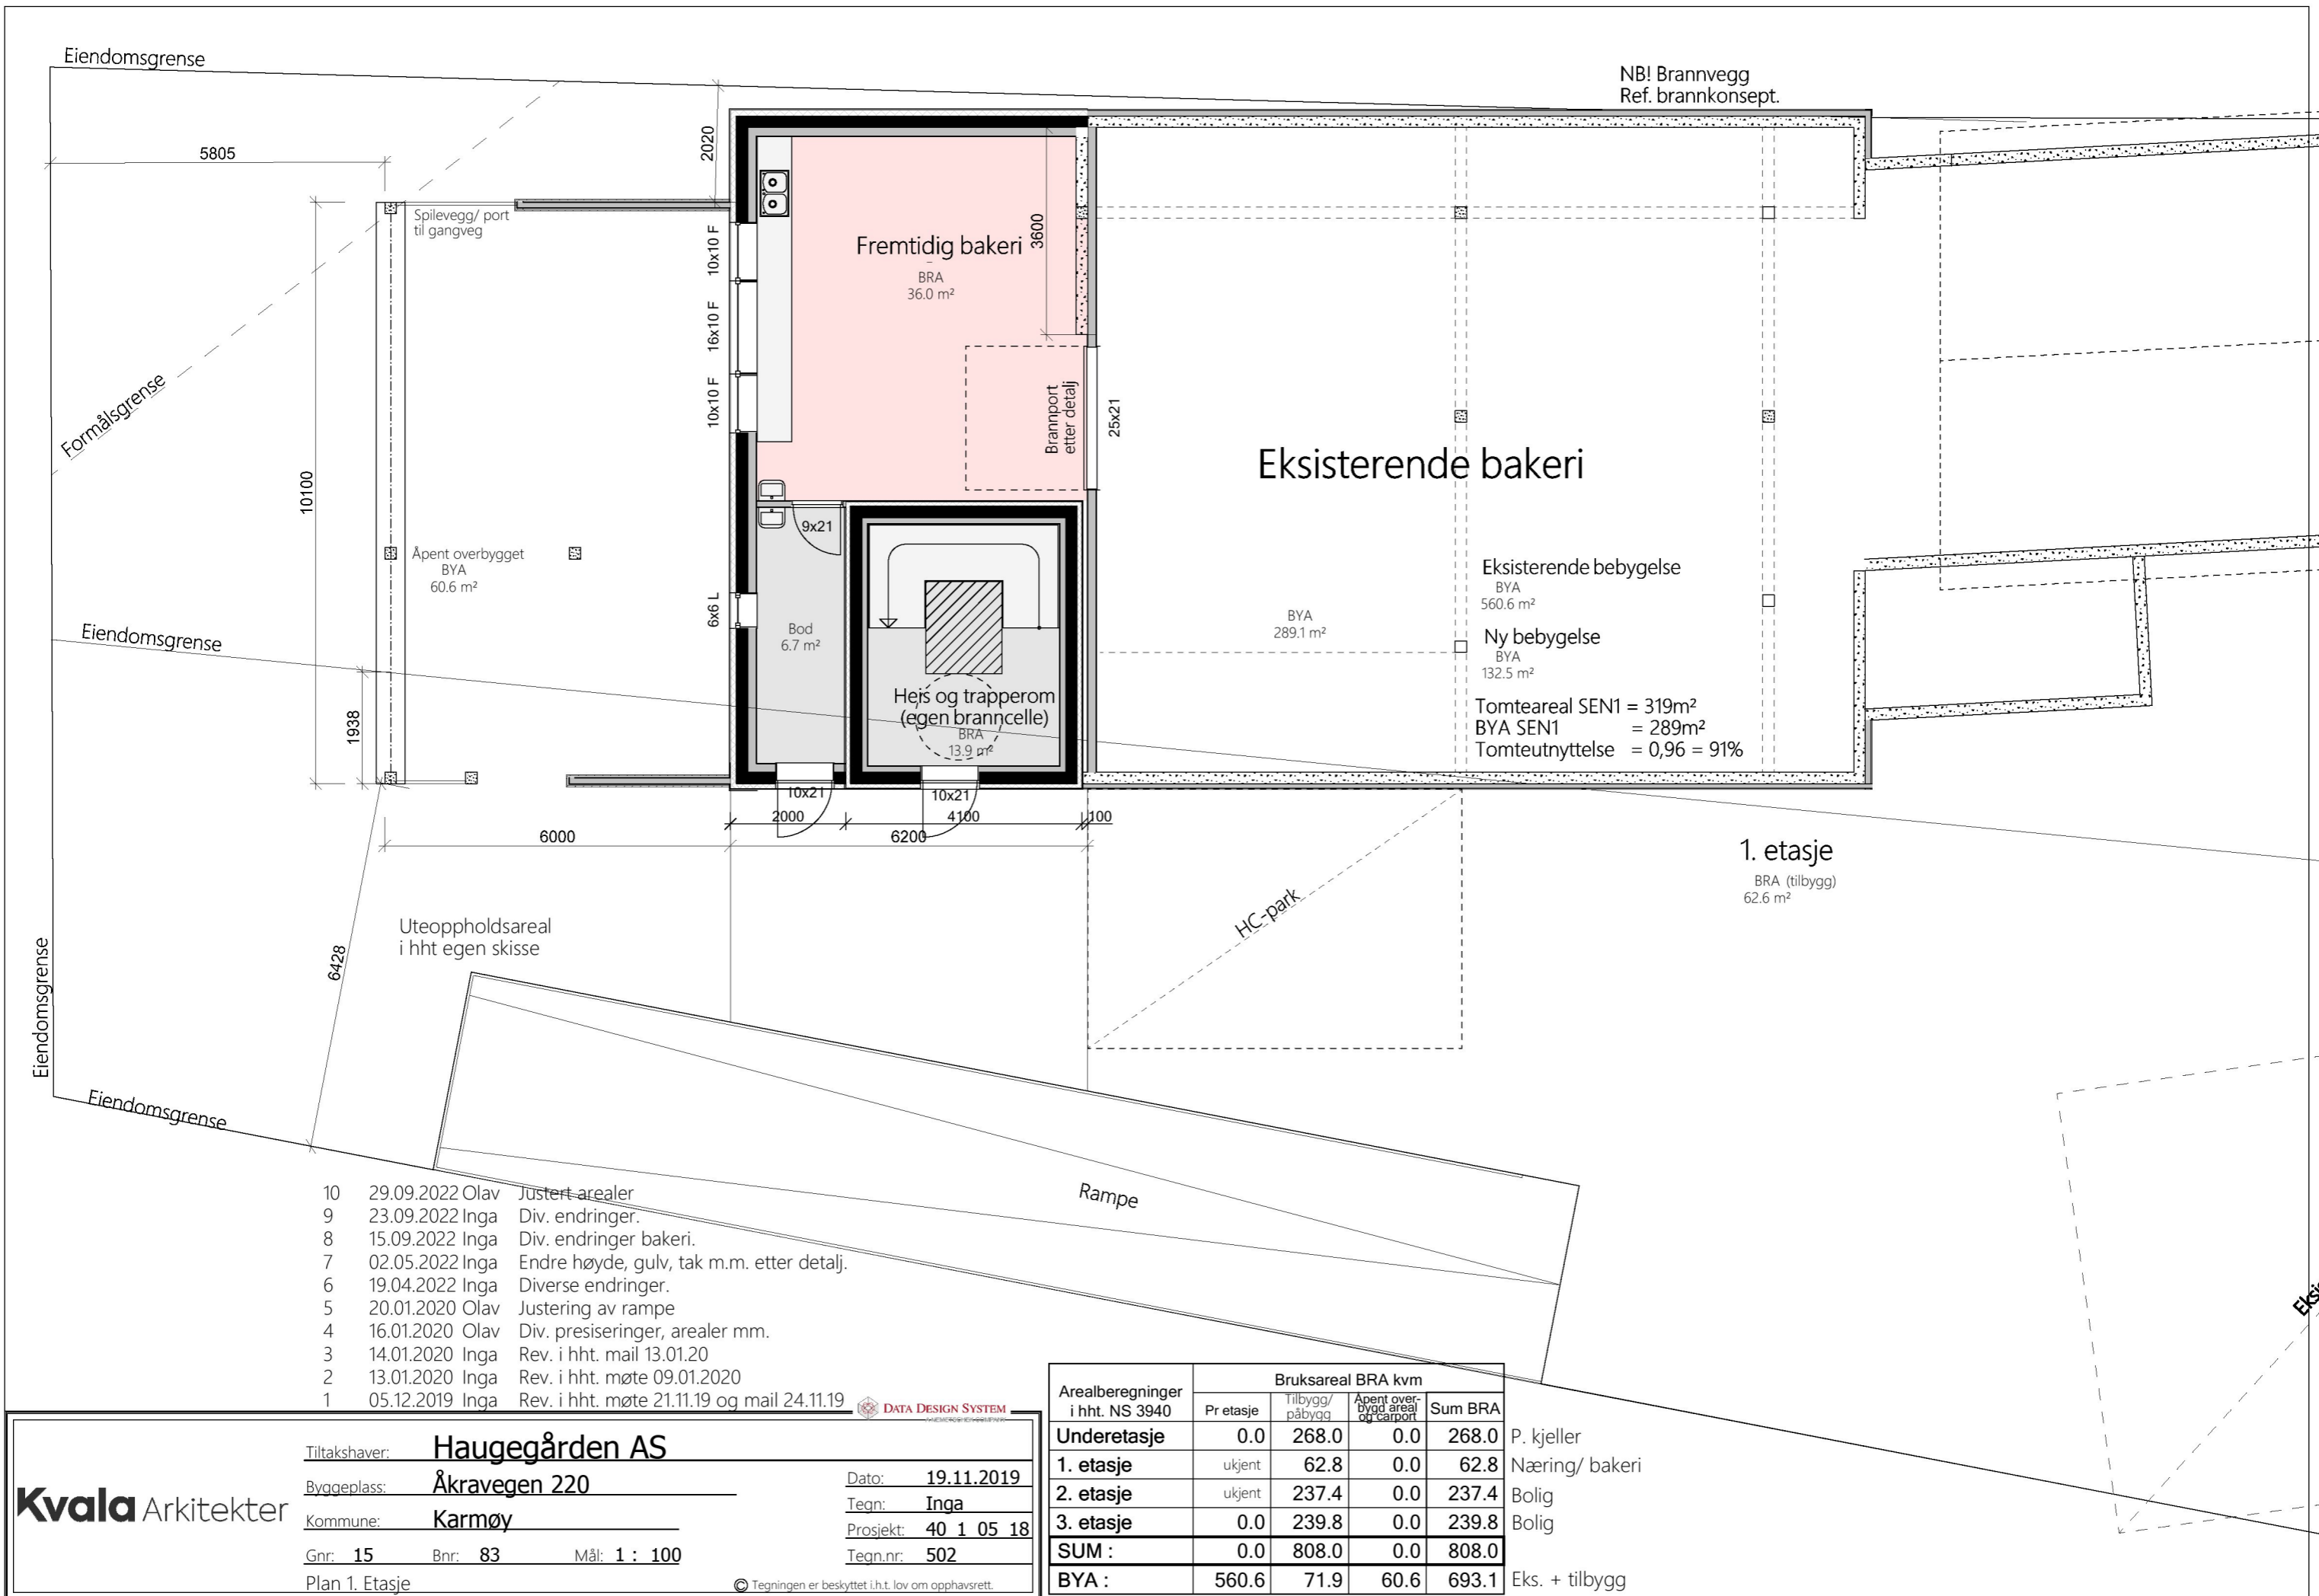 Eiendomsgrense
NB! Brannvegg
Ref. brannkonsept.
5805
2020
Spilevegg/ port
til gangveg
10x10 F
Fremtidig bakeri
-
BRA
36.0 m²
3600
16x10 F
10x10 F
Formålsgrense
Brannport
etter detalj
25x21
Eksisterende bakeri
10100
9x21
Åpent overbygget
BYA
60.6 m²
6x6 L
Bod
6.7 m²
Eksisterende bebygelse
BYA
560.6 m²
BYA
289.1 m²
Ny bebygelse
BYA
132.5 m²
Eiendomsgrense
Heis og trapperom
(egen branncelle)
BRA
13.9 m²
Tomteareal SEN1 = 319m²
BYA SEN1 = 289m²
Tomteutnyttelse = 0,96 = 91%
1938
10x21
10x21
2000
4100
100
6000
6200
1. etasje
BRA (tilbygg)
62.6 m²
HC-park
Uteoppholdsareal
i hht egen skisse
6428
Eiendomsgrense
Eiendomsgrense
Rampe
10 29.09.2022 Olav Justert arealer
9 23.09.2022 Inga Div. endringer.
8 15.09.2022 Inga Div. endringer bakeri.
7 02.05.2022 Inga Endre høyde, gulv, tak m.m. etter detalj.
6 19.04.2022 Inga Diverse endringer.
5 20.01.2020 Olav Justering av rampe
4 16.01.2020 Olav Div. presiseringer, arealer mm.
3 14.01.2020 Inga Rev. i hht. mail 13.01.20
2 13.01.2020 Inga Rev. i hht. møte 09.01.2020
1 05.12.2019 Inga Rev. i hht. møte 21.11.19 og mail 24.11.19
DATA DESIGN SYSTEM
Kvala Arkitekter
Tiltakshaver: Haugegården AS
Byggeplass: Åkravegen 220
Kommune: Karmøy
Gnr: 15 Bnr: 83 Mål: 1 : 100
Plan 1. Etasje
Dato: 19.11.2019
Tegn: Inga
Prosjekt: 40 1 05 18
Tegn.nr: 502
© Tegningen er beskyttet i.h.t. lov om opphavsrett.
Arealberegninger
i hht. NS 3940
Bruksareal BRA kvm
Pr etasje
Tilbygg/
påbygg
Åpent over-
bygd areal
og carport
Sum BRA
Underetasje 0.0 268.0 0.0 268.0 P. kjeller
1. etasje ukjent 62.8 0.0 62.8 Næring/ bakeri
2. etasje ukjent 237.4 0.0 237.4 Bolig
3. etasje 0.0 239.8 0.0 239.8 Bolig
SUM : 0.0 808.0 0.0 808.0
BYA : 560.6 71.9 60.6 693.1 Eks. + tilbygg